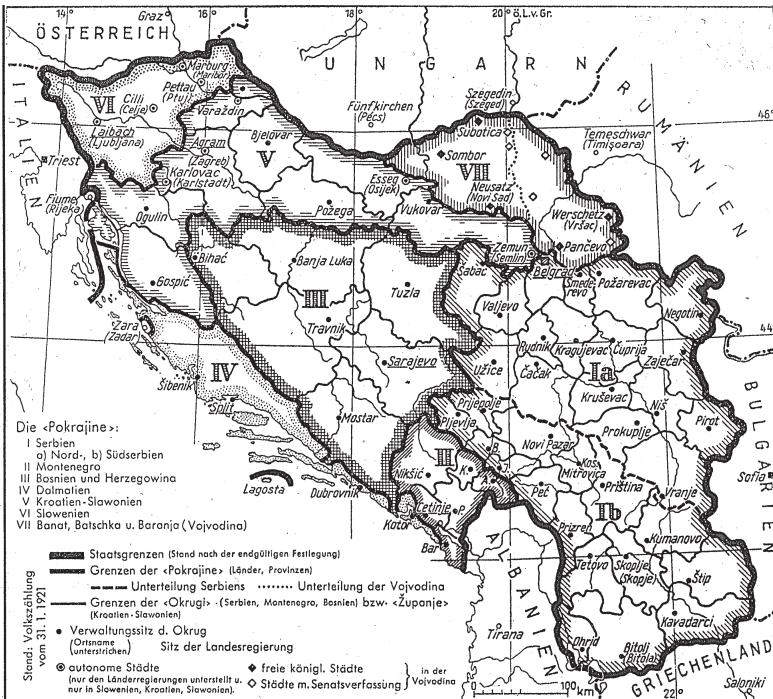 14° Graz 16° 18° 20° ö.L.v.Gr.
ÖSTERREICH
UNGARN
RUMÄNIEN
ITALIEN
46°
Marburg
(Maribor)
Pettau
(Ptuj)
VI
Cilli
(Celje)
Laibach
(Ljubljana)
Varaždin
Bjelovar
Agram
(Zagreb)
V
Karlovac
(Karlstadt)
Fünfkirchen
(Pécs)
Szegedin
(Szeged)
Subotica
Temeschwar
(Timişoara)
Sombor
VII
Neusatz
(Novi Sad)
Triest
Fiume
(Rijeka)
Ogulin
Požega
Esseg
(Osijek)
Vukovar
Werschetz
(Vršac)
Pančevo
Zemun
(Semlin)
Belgrad
Bihać
Banja Luka
Gospić
III
Tuzla
Travnik
Šabac
Valjevo
Smede-
revo
Požarevac
Negotin
44°
Zara
(Zadar)
Sarajevo
Rudnik
Kragujevac
Ćuprija
Zaječar
Užice
Čačak
Ia
Kruševac
Šibenik
IV
Split
Mostar
Prijepolje
Pljevlja
Niš
Pirot
Prokuplje
BULGARIEN
Novi Pazar
Kos.
Mitrovica
Sofia
Lagosta
Dubrovnik
II
Nikšić
K.
B.
J.
A.
Cetinje
P.
Kotor
Bar
Peć
Priština
Vranje
Ib
Prizren
Kumanovo
Tetovo
Skoplje
(Skopje)
Štip
Kavadarci
ALBANIEN
Tirana
Ohrid
Bitolj
(Bitola)
GRIECHENLAND
Saloniki
22°
0 100 km
Die ‹Pokrajine›:
I Serbien
a) Nord-, b) Südserbien
II Montenegro
III Bosnien und Herzegowina
IV Dalmatien
V Kroatien-Slawonien
VI Slowenien
VII Banat, Batschka u. Baranja (Vojvodina)
Staatsgrenzen (Stand nach der endgültigen Festlegung)
Grenzen der ‹Pokrajine› (Länder, Provinzen)
Unterteilung Serbiens Unterteilung der Vojvodina
Grenzen der ‹Okrugi› - (Serbien, Montenegro, Bosnien) bzw. ‹Županje›
(Kroatien-Slawonien)
Verwaltungssitz d. Okrug
(Ortsname
unterstrichen) Sitz der Landesregierung
autonome Städte
(nur den Länderregierungen unterstellt u.
nur in Slowenien, Kroatien, Slawonien).
freie königl. Städte
Städte m. Senatsverfassung
in der
Vojvodina
Stand: Volkszählung
vom 31.1.1921